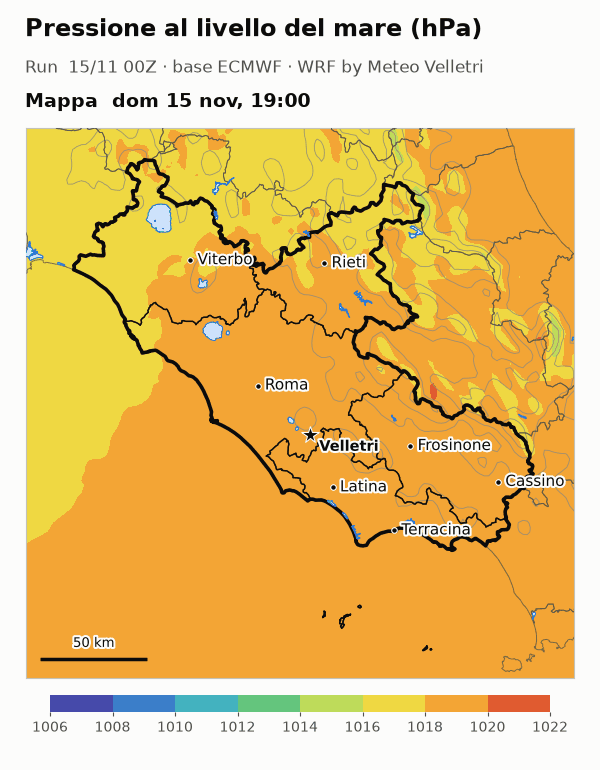 Pressione al livello del mare (hPa)
Run  15/11 00Z · base ECMWF · WRF by Meteo Velletri
Mappa  dom 15 nov, 19:00
Viterbo
Rieti
Roma
Velletri
Frosinone
Cassino
Latina
Terracina
50 km
1006 1008 1010 1012 1014 1016 1018 1020 1022